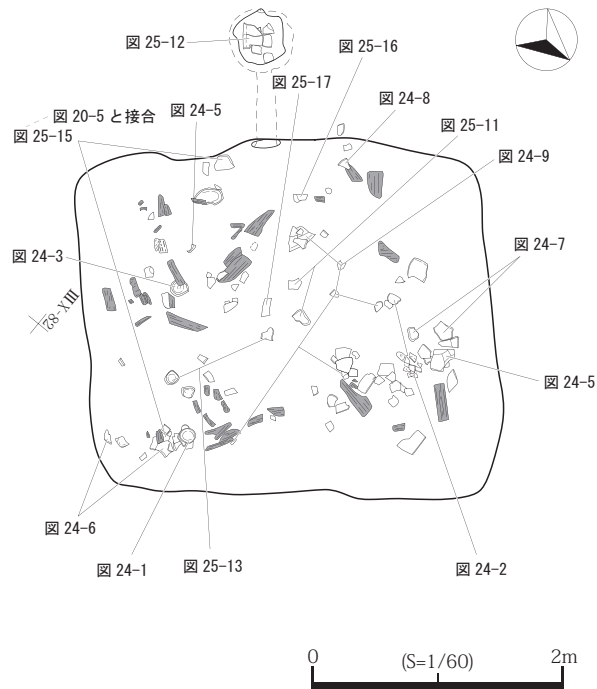 図 25-12
図 25-16
図 25-17
図 24-8
図 20-5 と接合
図 24-5
図 25-11
図 25-15
図 24-9
図 24-7
図 24-3
ⅢX-82
図 24-5
図 24-6
図 24-1
図 25-13
図 24-2
0 (S=1/60) 2m